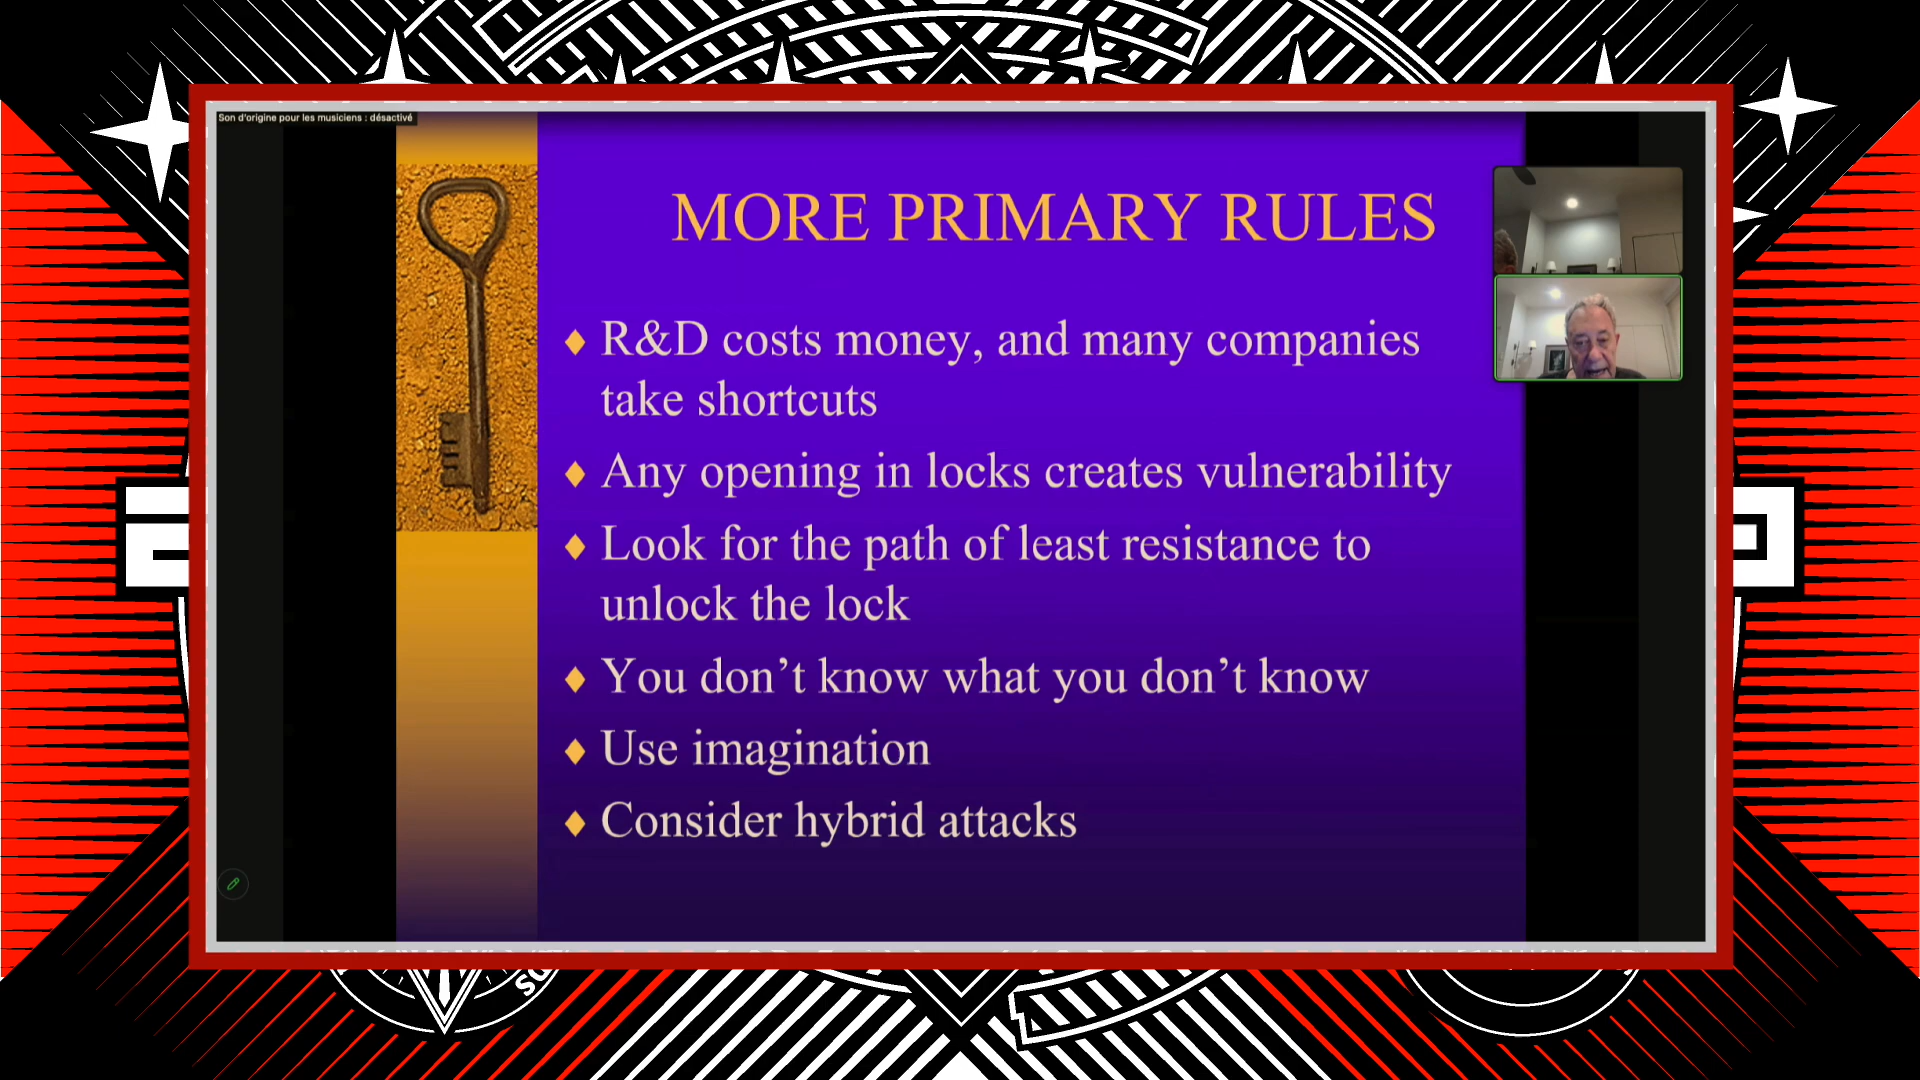 Son d'origine pour les musiciens : désactivé
MORE PRIMARY RULES
R&D costs money, and many companies
take shortcuts
Any opening in locks creates vulnerability
Look for the path of least resistance to
unlock the lock
You don’t know what you don’t know
Use imagination
Consider hybrid attacks